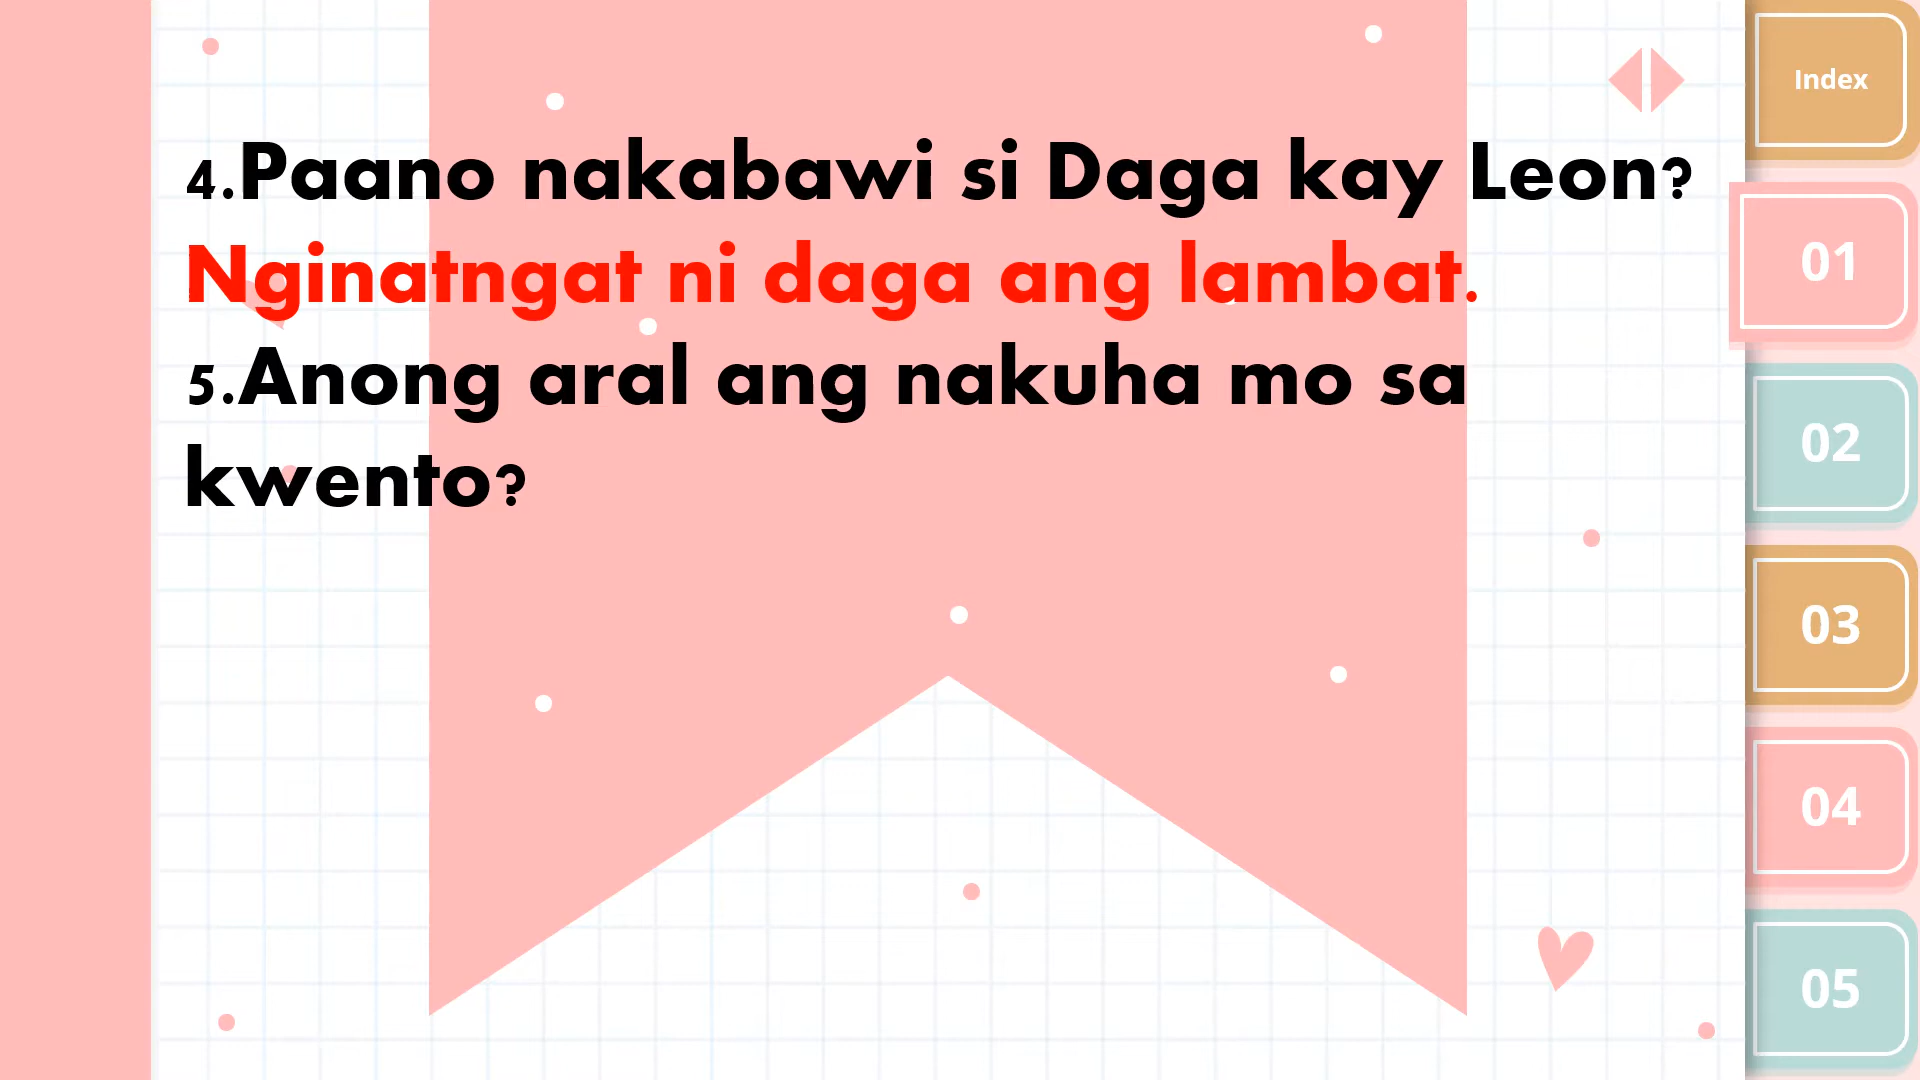 4.Paano nakabawi si Daga kay Leon?
Nginatngat ni daga ang lambat.
5.Anong aral ang nakuha mo sa
kwento?
Index
01
02
03
04
05